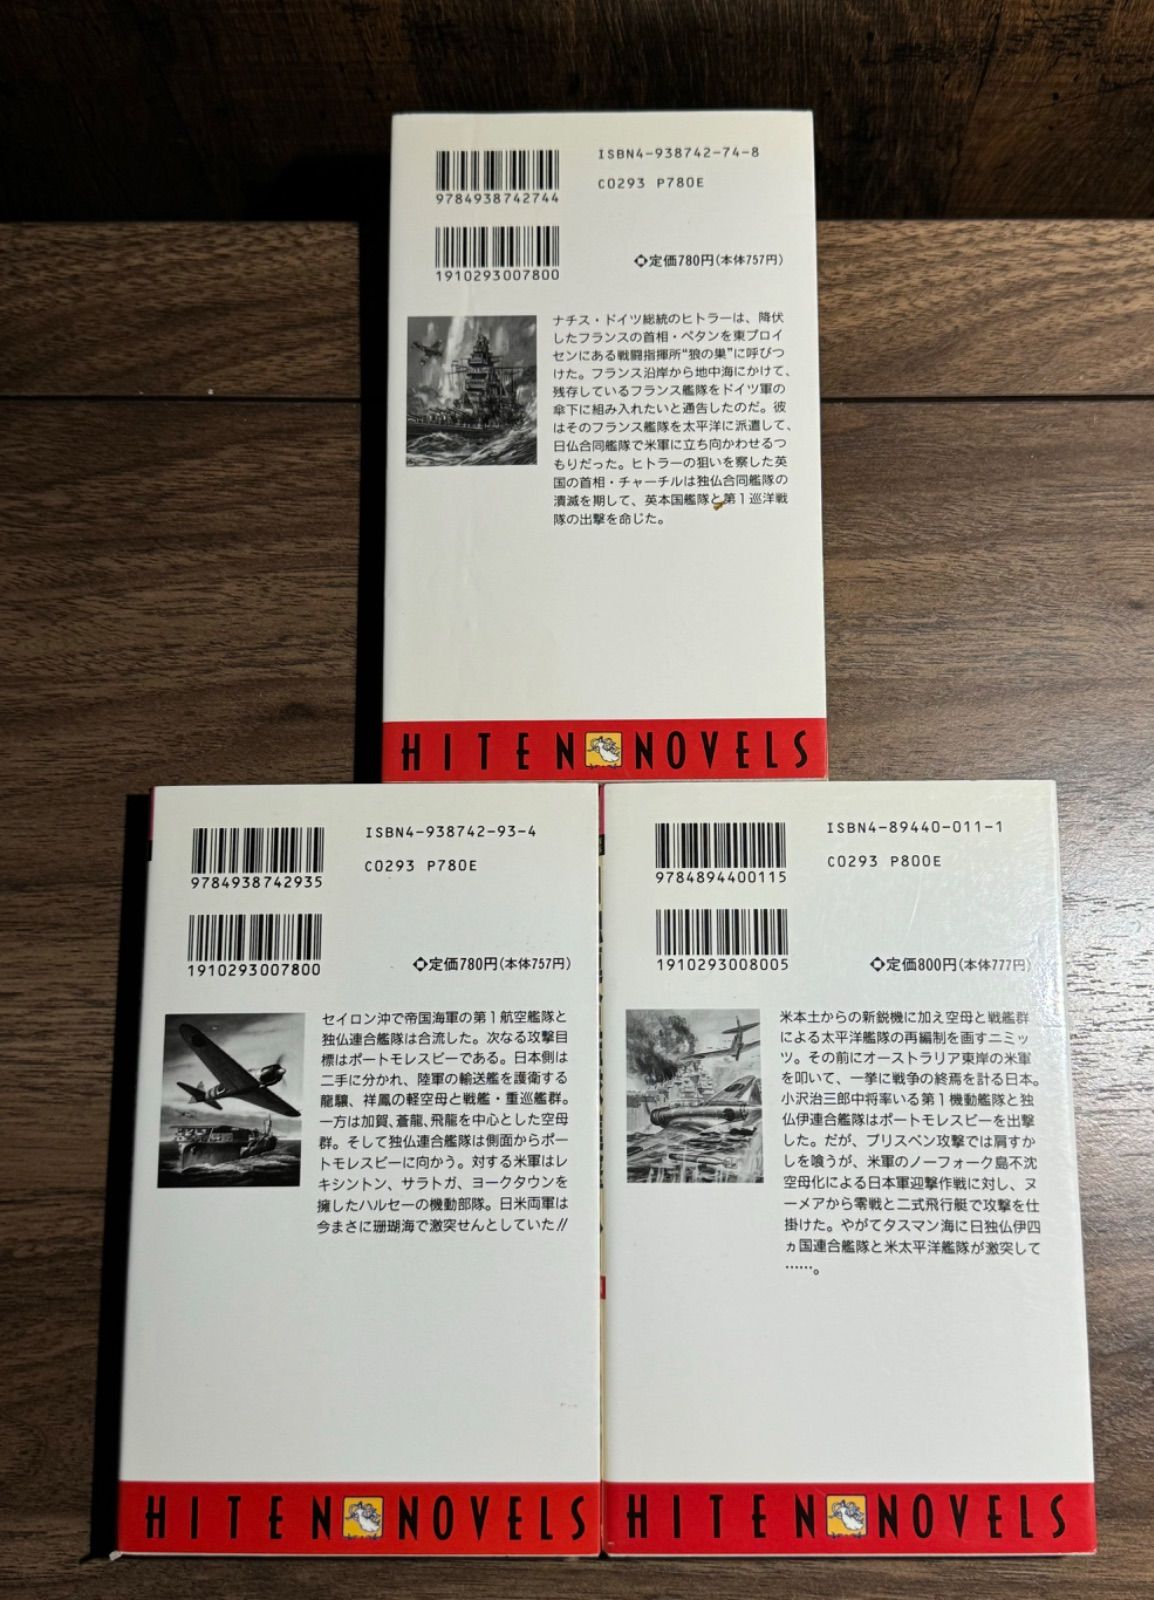 ISBN4-938742-74-8
C0293 P780E
9784938742744
1910293007800
定価780円(本体757円)
ナチス・ドイツ総統のヒトラーは、降伏
したフランスの首相・ペタンを東プロイ
センにある戦闘指揮所“狼の巣”に呼びつ
けた。フランス沿岸から地中海にかけて、
残存しているフランス艦隊をドイツ軍の
傘下に組み入れたいと通告したのだ。彼
はそのフランス艦隊を太平洋に派遣して、
日仏合同艦隊で米軍に立ち向かわせるつ
もりだった。ヒトラーの狙いを察した英
国の首相・チャーチルは独仏合同艦隊の
潰滅を期して、英本国艦隊と第1巡洋戦
隊の出撃を命じた。
HITEN NOVELS
ISBN4-938742-93-4
C0293 P780E
9784938742935
1910293007800
定価780円(本体757円)
セイロン沖で帝国海軍の第1航空艦隊と
独仏連合艦隊は合流した。次なる攻撃目
標はポートモレスビーである。日本側は
二手に分かれ、陸軍の輸送艦を護衛する
龍驤、祥鳳の軽空母と戦艦・重巡艦群。
一方は加賀、蒼龍、飛龍を中心とした空母
群。そして独仏連合艦隊は側面からポー
トモレスビーに向かう。対する米軍はレ
キシントン、サラトガ、ヨークタウンを
擁したハルセーの機動部隊。日米両軍は
今まさに珊瑚海で激突せんとしていた!!
HITEN NOVELS
ISBN4-89440-011-1
C0293 P800E
9784894400115
1910293008005
定価800円(本体777円)
米本土からの新鋭機に加え空母と戦艦群
による太平洋艦隊の再編制を画すニミッ
ツ。その前にオーストラリア東岸の米軍
を叩いて、一挙に戦争の終焉を計る日本。
小沢治三郎中将率いる第1機動艦隊と独
仏伊連合艦隊はポートモレスビーを出撃
した。だが、ブリスベン攻撃では肩すか
しを喰うが、米軍のノーフォーク島不沈
空母化による日本軍迎撃作戦に対し、ヌ
ーメアから零戦と二式飛行艇で攻撃を仕
掛けた。やがてタスマン海に日独仏伊四
ヵ国連合艦隊と米太平洋艦隊が激突して
……。
HITEN NOVELS